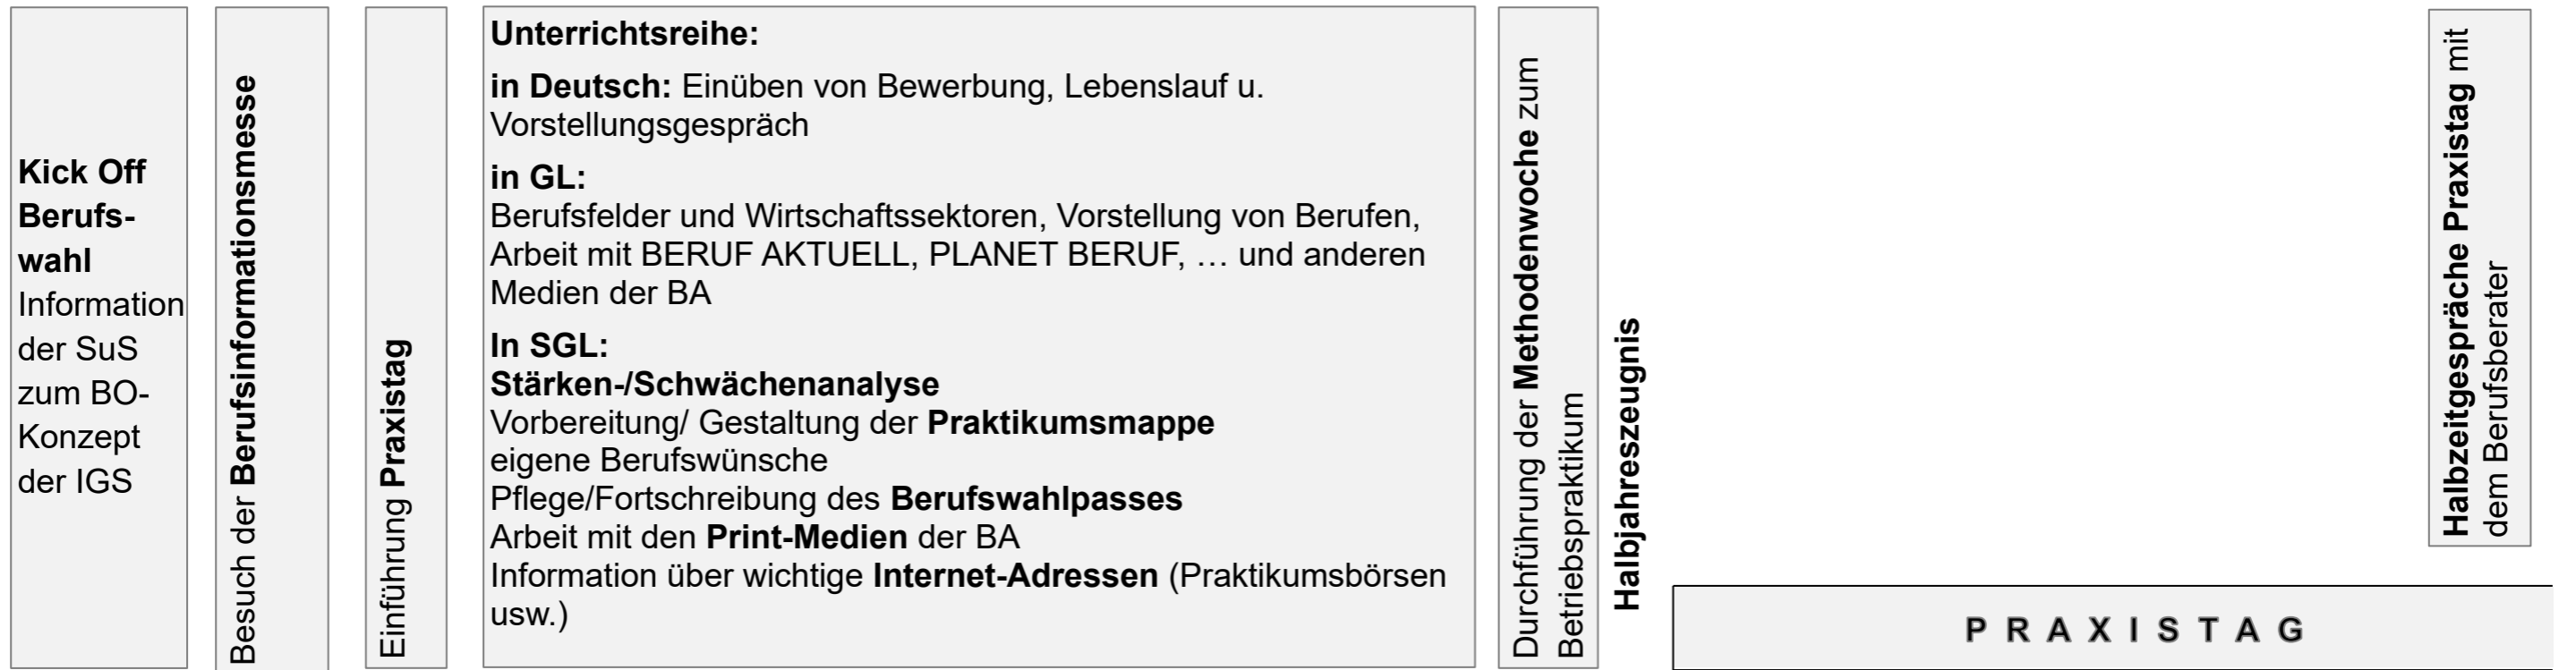 Kick Off
Berufs-
wahl
Information
der SuS
zum BO-
Konzept
der IGS
Besuch der Berufsinformationsmesse
Einführung Praxistag
Unterrichtsreihe:
in Deutsch: Einüben von Bewerbung, Lebenslauf u.
Vorstellungsgespräch
in GL:
Berufsfelder und Wirtschaftssektoren, Vorstellung von Berufen,
Arbeit mit BERUF AKTUELL, PLANET BERUF, … und anderen
Medien der BA
In SGL:
Stärken-/Schwächenanalyse
Vorbereitung/ Gestaltung der Praktikumsmappe
eigene Berufswünsche
Pflege/Fortschreibung des Berufswahlpasses
Arbeit mit den Print-Medien der BA
Information über wichtige Internet-Adressen (Praktikumsbörsen
usw.)
Durchführung der Methodenwoche zum
Betriebspraktikum
Halbjahreszeugnis
Halbzeitgespräche Praxistag mit
dem Berufsberater
P R A X I S T A G